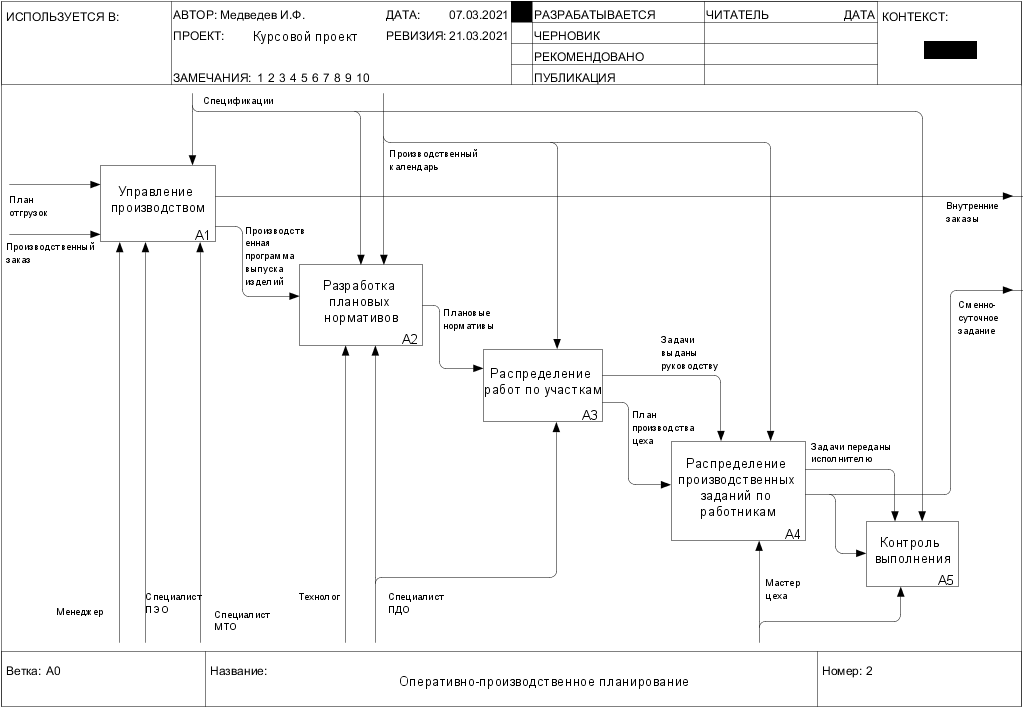 ИСПОЛЬЗУЕТСЯ В:
АВТОР: Медведев И.Ф.
ДАТА: 07.03.2021
РАЗРАБАТЫВАЕТСЯ
ЧИТАТЕЛЬ
ДАТА
КОНТЕКСТ:
ПРОЕКТ: Курсовой проект
РЕВИЗИЯ: 21.03.2021
ЧЕРНОВИК
РЕКОМЕНДОВАНО
ЗАМЕЧАНИЯ: 1 2 3 4 5 6 7 8 9 10
ПУБЛИКАЦИЯ
Спецификации
Производственный
календарь
План
отгрузок
Производственный
заказ
Управление
производством
A1
Внутренние
заказы
Производств
енная
программа
выпуска
изделий
Разработка
плановых
нормативов
A2
Плановые
нормативы
Сменно-
суточное
задание
Распределение
работ по участкам
A3
Задачи
выданы
руководству
План
производства
цеха
Распределение
производственных
заданий по
работникам
A4
Задачи переданы
исполнителю
Контроль
выполнения
A5
Менеджер
Специалист
ПЭО
Специалист
МТО
Технолог
Специалист
ПДО
Мастер
цеха
Ветка: A0
Название:
Оперативно-производственное планирование
Номер: 2